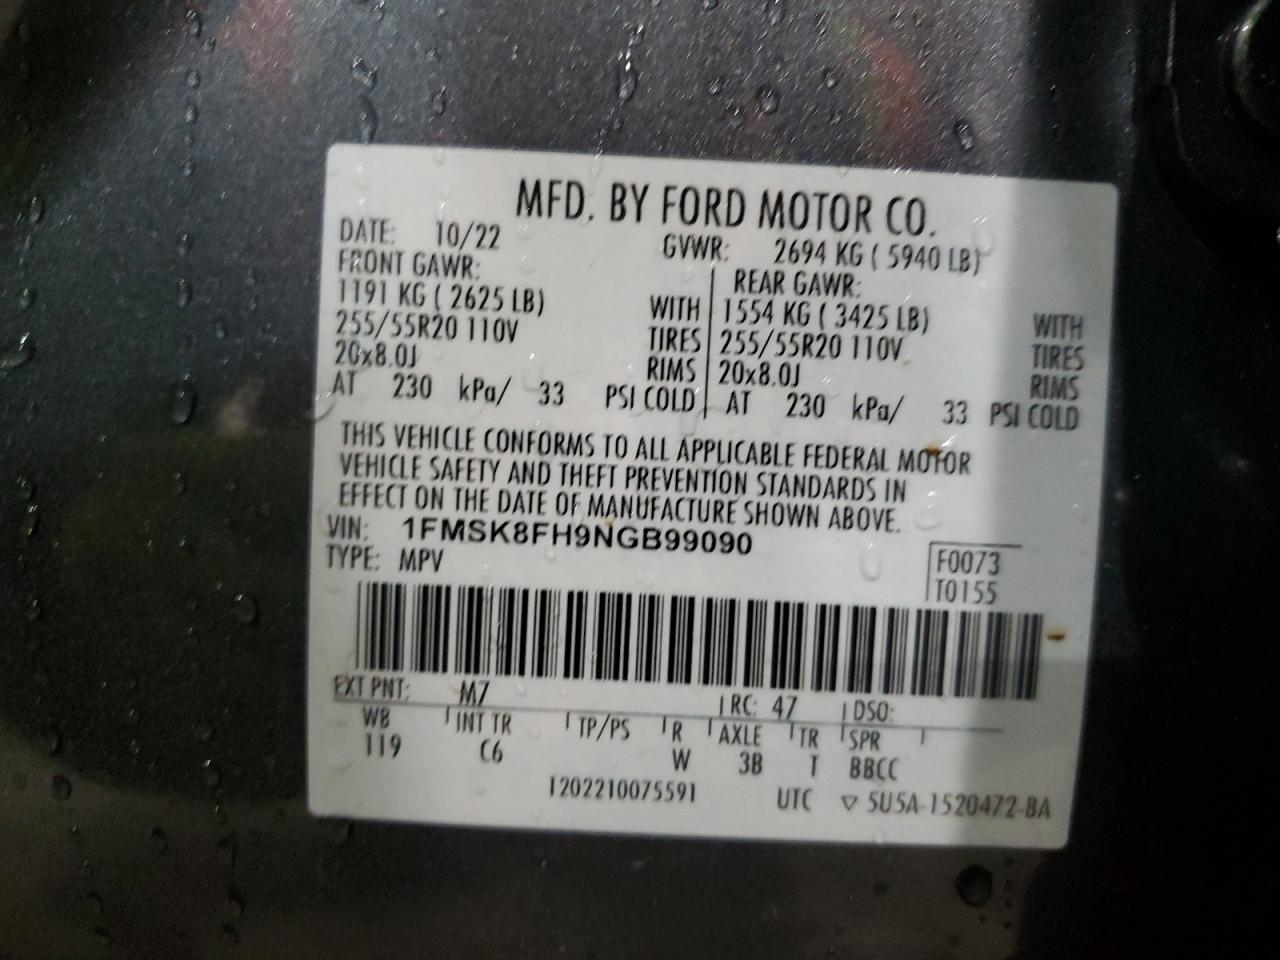 MFD. BY FORD MOTOR CO.
DATE: 10/22 GVWR: 2694 KG ( 5940 LB)
FRONT GAWR: REAR GAWR:
1191 KG ( 2625 LB) WITH 1554 KG ( 3425 LB) WITH
255/55R20 110V TIRES 255/55R20 110V TIRES
20x8.0J RIMS 20x8.0J RIMS
AT 230 kPa/ 33 PSI COLD AT 230 kPa/ 33 PSI COLD
THIS VEHICLE CONFORMS TO ALL APPLICABLE FEDERAL MOTOR
VEHICLE SAFETY AND THEFT PREVENTION STANDARDS IN
EFFECT ON THE DATE OF MANUFACTURE SHOWN ABOVE.
VIN: 1FMSK8FH9NGB99090
TYPE: MPV
F0073
T0155
EXT PNT: M7 RC: 47 DSO:
WB INT TR TP/PS R AXLE TR SPR
119 C6 W 3B T BBCC
1202210075591 UTC ▽ 5U5A-1520472-BA